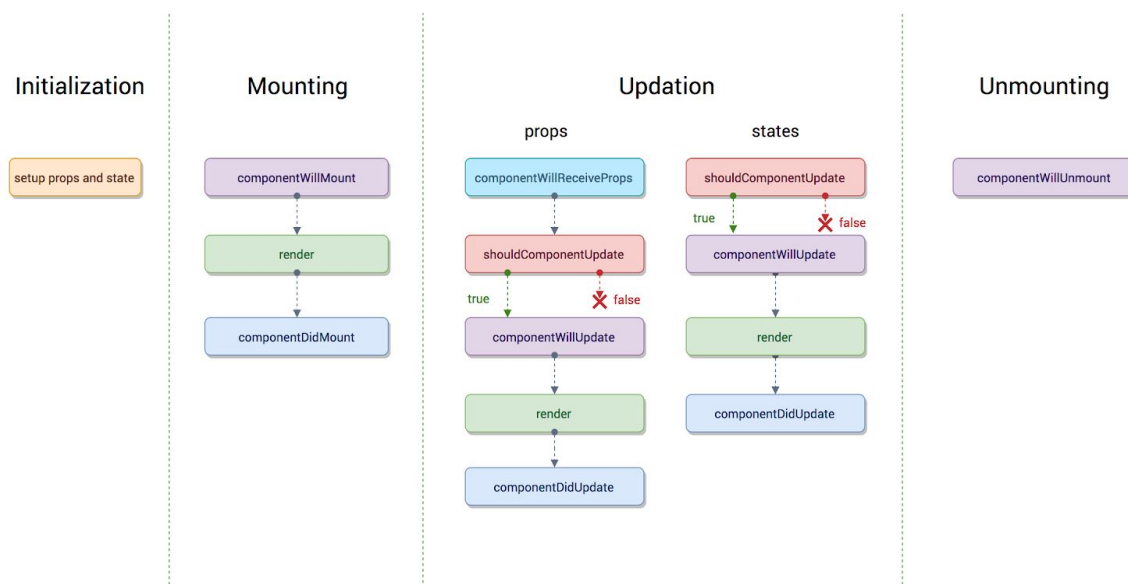 Initialization
setup props and state
Mounting
componentWillMount
render
componentDidMount
Updation
props
componentWillReceiveProps
shouldComponentUpdate
true
false
componentWillUpdate
render
componentDidUpdate
states
shouldComponentUpdate
true
false
componentWillUpdate
render
componentDidUpdate
Unmounting
componentWillUnmount